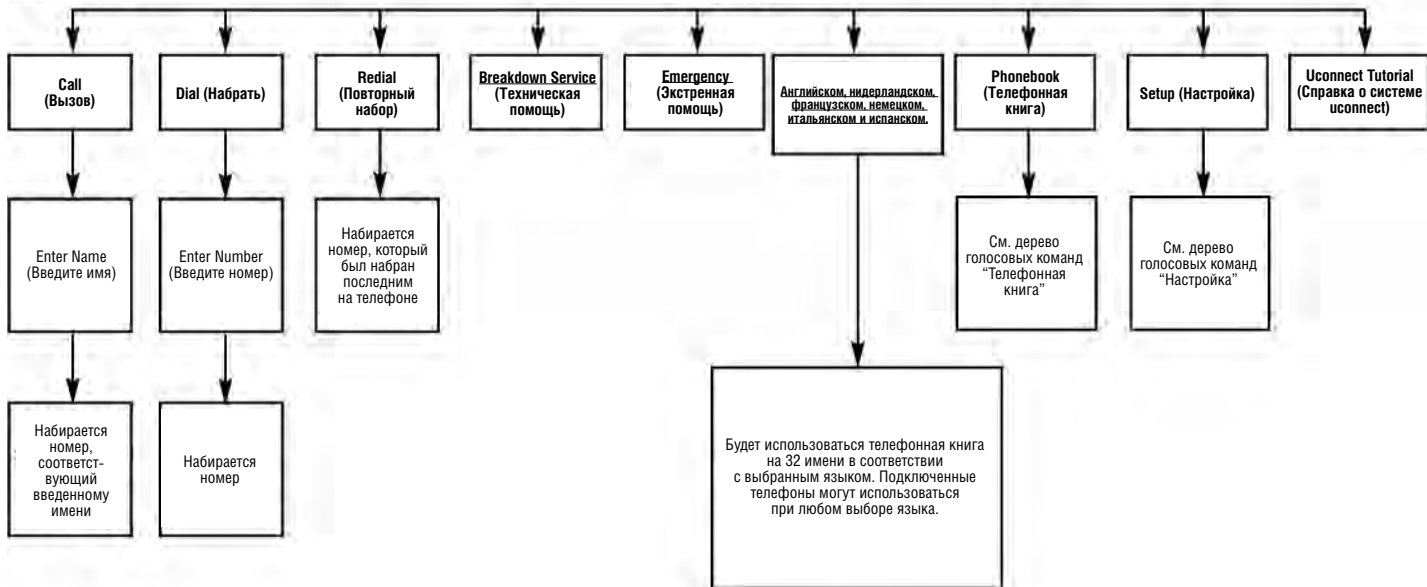 Call
(Вызов)
Dial (Набрать)
Redial
(Повторный
набор)
Breakdown Service
(Техническая
помощь)
Emergency
(Экстренная
помощь)
Английском, нидерландском,
французском, немецком,
итальянском и испанском.
Phonebook
(Телефонная
книга)
Setup (Настройка)
Uconnect Tutorial
(Справка о системе
uconnect)
Enter Name
(Введите имя)
Enter Number
(Введите номер)
Набирается
номер, который
был набран
последним
на телефоне
См. дерево
голосовых команд
“Телефонная
книга”
См. дерево
голосовых команд
“Настройка”
Набирается
номер,
соответст-
вующий
введенному
имени
Набирается
номер
Будет использоваться телефонная книга
на 32 имени в соответствии
с выбранным языком. Подключенные
телефоны могут использоваться
при любом выборе языка.